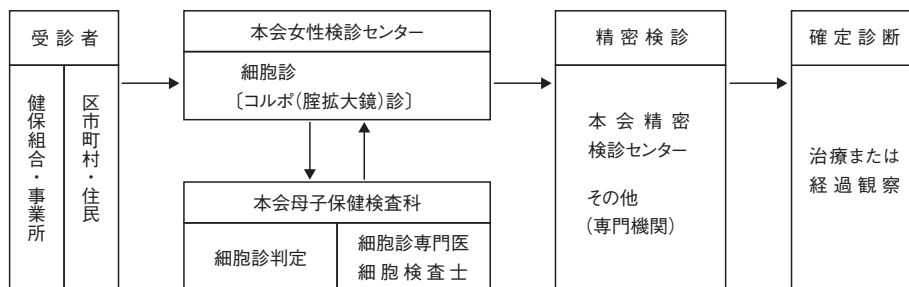 受診者
健保組合・事業所
区市町村・住民
本会女性検診センター
細胞診
〔コルポ（腟拡大鏡）診〕
本会母子保健検査科
細胞診判定
細胞診専門医
細胞検査士
精密検診
本会精密
検診センター
その他
（専門機関）
確定診断
治療または
経過観察